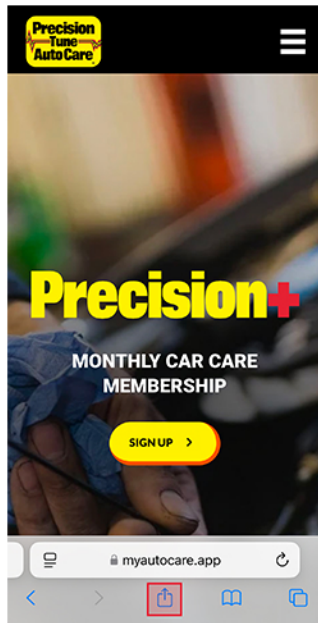 Precision
Tune
Auto Care
Precision+
MONTHLY CAR CARE
MEMBERSHIP
SIGN UP >
myautocare.app